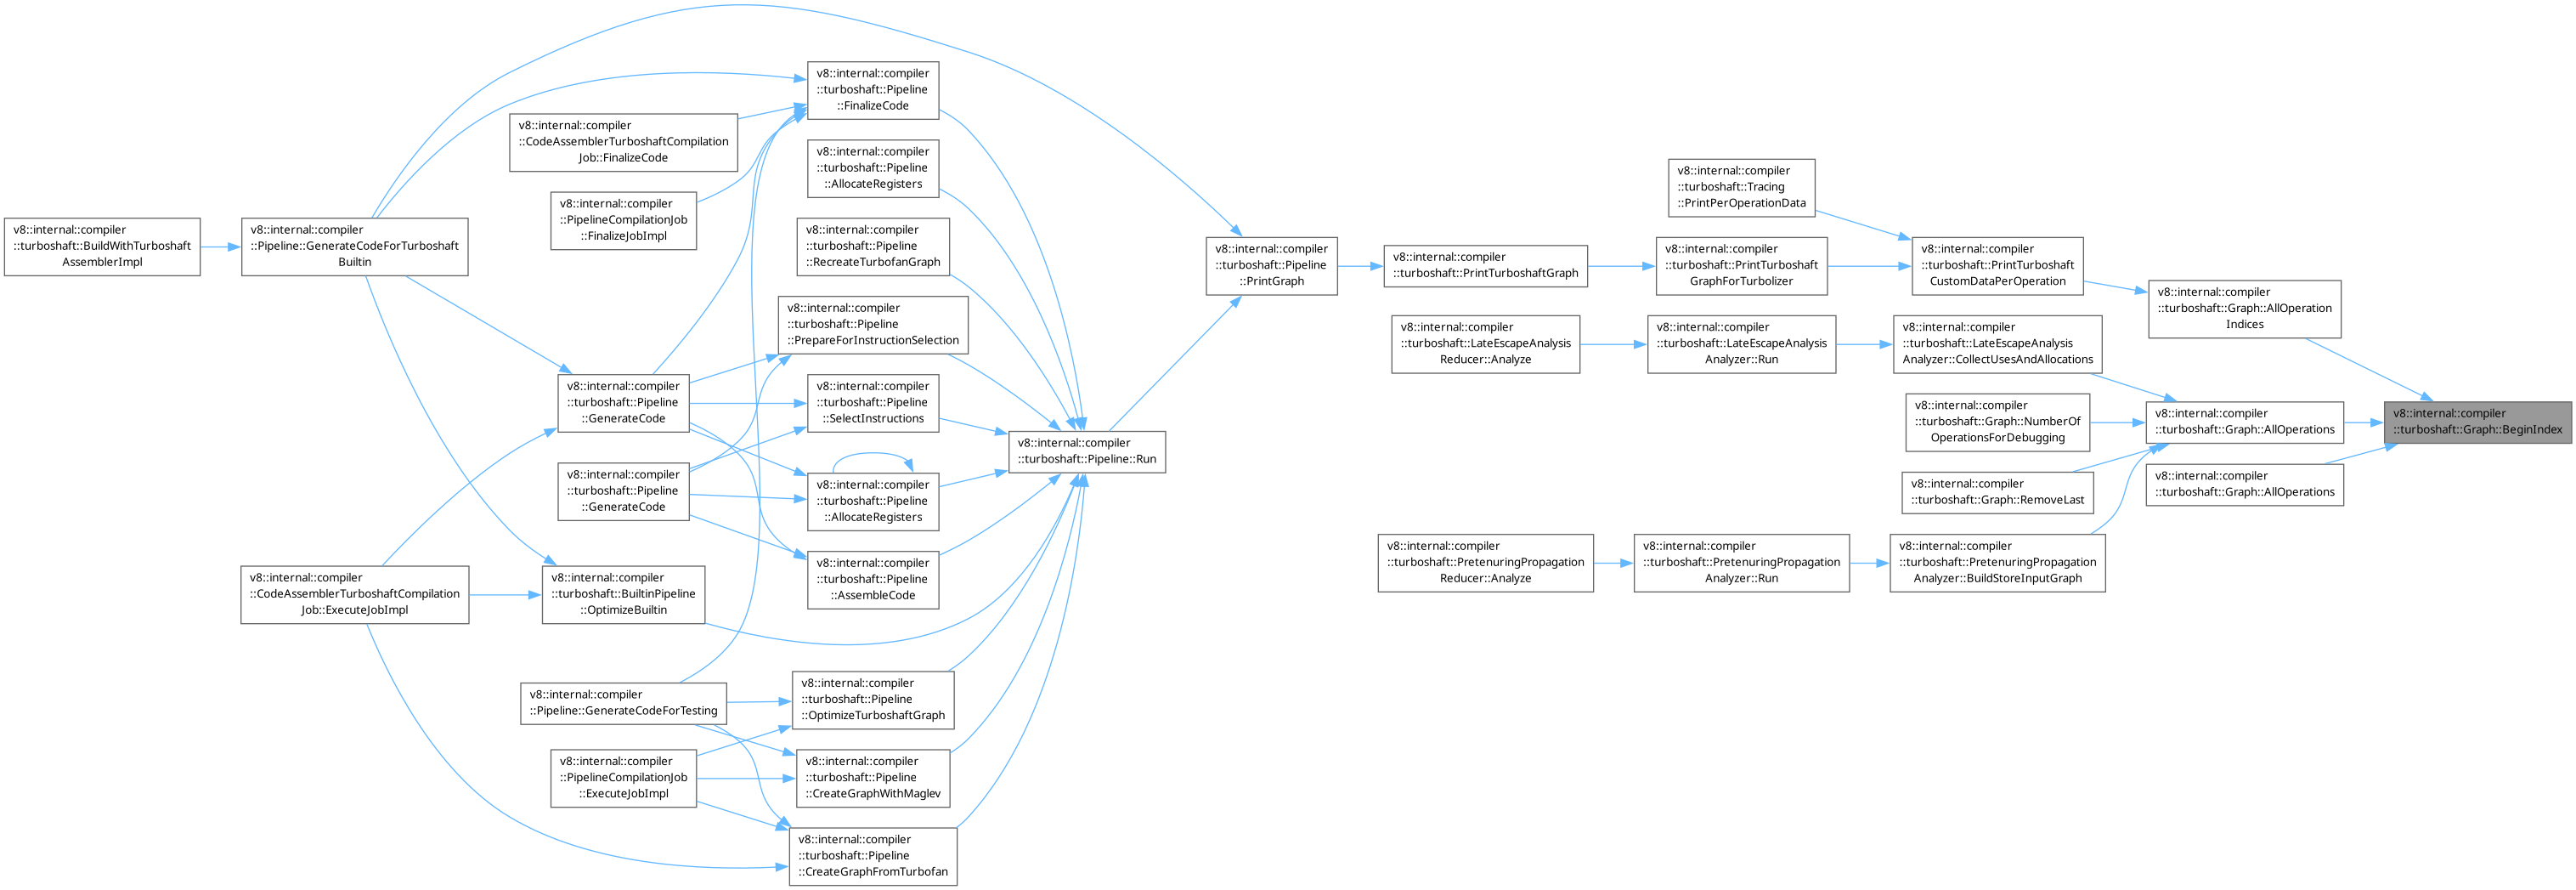 v8::internal::compiler
::turboshaft::BuildWithTurboshaft
AssemblerImpl
v8::internal::compiler
::Pipeline::GenerateCodeForTurboshaft
Builtin
v8::internal::compiler
::CodeAssemblerTurboshaftCompilation
Job::ExecuteJobImpl
v8::internal::compiler
::CodeAssemblerTurboshaftCompilation
Job::FinalizeCode
v8::internal::compiler
::PipelineCompilationJob
::FinalizeJobImpl
v8::internal::compiler
::turboshaft::Pipeline
::GenerateCode
v8::internal::compiler
::turboshaft::Pipeline
::GenerateCode
v8::internal::compiler
::turboshaft::BuiltinPipeline
::OptimizeBuiltin
v8::internal::compiler
::Pipeline::GenerateCodeForTesting
v8::internal::compiler
::PipelineCompilationJob
::ExecuteJobImpl
v8::internal::compiler
::turboshaft::Pipeline
::FinalizeCode
v8::internal::compiler
::turboshaft::Pipeline
::AllocateRegisters
v8::internal::compiler
::turboshaft::Pipeline
::RecreateTurbofanGraph
v8::internal::compiler
::turboshaft::Pipeline
::PrepareForInstructionSelection
v8::internal::compiler
::turboshaft::Pipeline
::SelectInstructions
v8::internal::compiler
::turboshaft::Pipeline
::AllocateRegisters
v8::internal::compiler
::turboshaft::Pipeline
::AssembleCode
v8::internal::compiler
::turboshaft::Pipeline
::OptimizeTurboshaftGraph
v8::internal::compiler
::turboshaft::Pipeline
::CreateGraphWithMaglev
v8::internal::compiler
::turboshaft::Pipeline
::CreateGraphFromTurbofan
v8::internal::compiler
::turboshaft::Pipeline::Run
v8::internal::compiler
::turboshaft::Pipeline
::PrintGraph
v8::internal::compiler
::turboshaft::PrintTurboshaftGraph
v8::internal::compiler
::turboshaft::LateEscapeAnalysis
Reducer::Analyze
v8::internal::compiler
::turboshaft::PretenuringPropagation
Reducer::Analyze
v8::internal::compiler
::turboshaft::Tracing
::PrintPerOperationData
v8::internal::compiler
::turboshaft::PrintTurboshaft
GraphForTurbolizer
v8::internal::compiler
::turboshaft::LateEscapeAnalysis
Analyzer::Run
v8::internal::compiler
::turboshaft::PretenuringPropagation
Analyzer::Run
v8::internal::compiler
::turboshaft::PrintTurboshaft
CustomDataPerOperation
v8::internal::compiler
::turboshaft::LateEscapeAnalysis
Analyzer::CollectUsesAndAllocations
v8::internal::compiler
::turboshaft::Graph::NumberOf
OperationsForDebugging
v8::internal::compiler
::turboshaft::Graph::RemoveLast
v8::internal::compiler
::turboshaft::PretenuringPropagation
Analyzer::BuildStoreInputGraph
v8::internal::compiler
::turboshaft::Graph::AllOperation
Indices
v8::internal::compiler
::turboshaft::Graph::AllOperations
v8::internal::compiler
::turboshaft::Graph::AllOperations
v8::internal::compiler
::turboshaft::Graph::BeginIndex